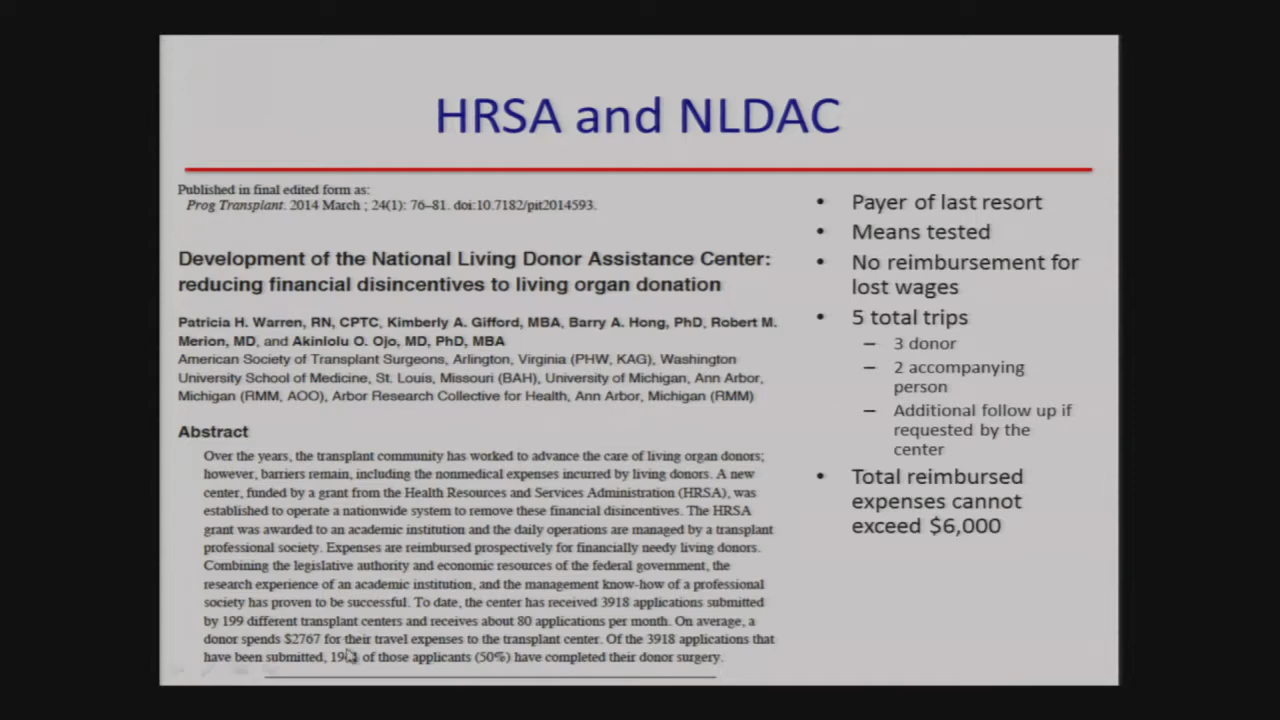 HRSA and NLDAC
Published in final edited form as:
Prog Transplant. 2014 March ; 24(1): 76–81. doi:10.7182/pit2014593.
Development of the National Living Donor Assistance Center:
reducing financial disincentives to living organ donation
Patricia H. Warren, RN, CPTC, Kimberly A. Gifford, MBA, Barry A. Hong, PhD, Robert M.
Merion, MD, and Akinlolu O. Ojo, MD, PhD, MBA
American Society of Transplant Surgeons, Arlington, Virginia (PHW, KAG), Washington
University School of Medicine, St. Louis, Missouri (BAH), University of Michigan, Ann Arbor,
Michigan (RMM, AOO), Arbor Research Collective for Health, Ann Arbor, Michigan (RMM)
Abstract
Over the years, the transplant community has worked to advance the care of living organ donors;
however, barriers remain, including the nonmedical expenses incurred by living donors. A new
center, funded by a grant from the Health Resources and Services Administration (HRSA), was
established to operate a nationwide system to remove these financial disincentives. The HRSA
grant was awarded to an academic institution and the daily operations are managed by a transplant
professional society. Expenses are reimbursed prospectively for financially needy living donors.
Combining the legislative authority and economic resources of the federal government, the
research experience of an academic institution, and the management know-how of a professional
society has proven to be successful. To date, the center has received 3918 applications submitted
by 199 different transplant centers and receives about 80 applications per month. On average, a
donor spends $2767 for their travel expenses to the transplant center. Of the 3918 applications that
have been submitted, of those applicants (50%) have completed their donor surgery.
• Payer of last resort
• Means tested
• No reimbursement for
lost wages
• 5 total trips
– 3 donor
– 2 accompanying
person
– Additional follow up if
requested by the
center
• Total reimbursed
expenses cannot
exceed $6,000